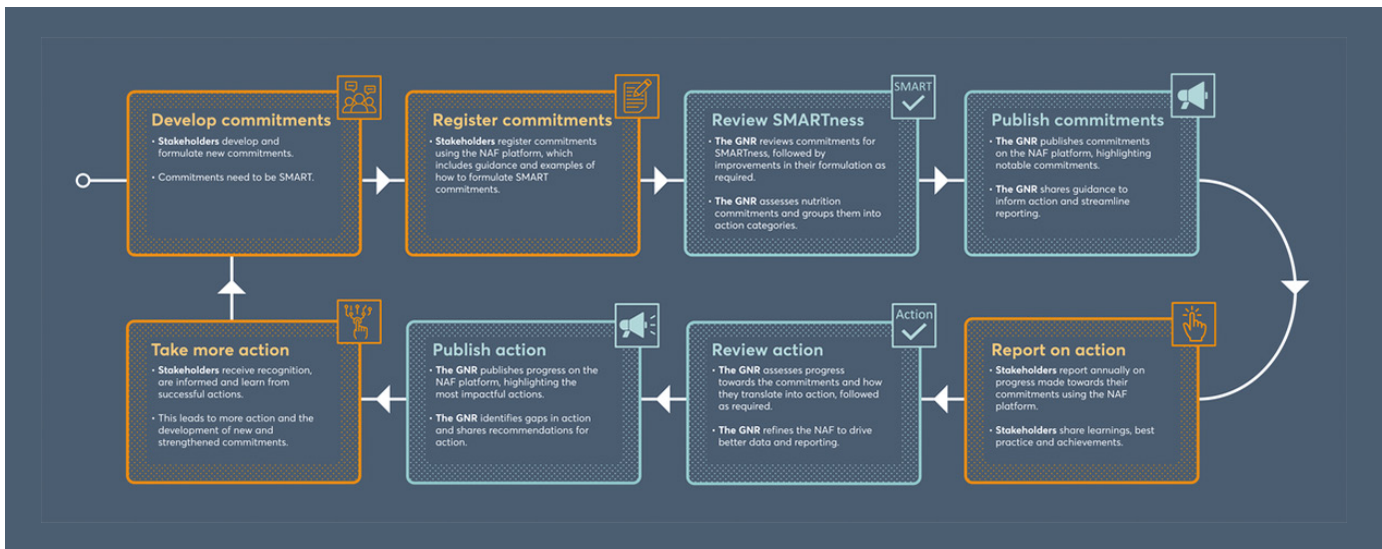 SMART
Develop commitments
• Stakeholders develop and
formulate new commitments.
• Commitments need to be SMART.
Register commitments
• Stakeholders register commitments
using the NAF platform, which
includes guidance and examples of
how to formulate SMART
commitments.
Review SMARTness
• The GNR reviews commitments for
SMARTness, followed by
improvements in their formulation as
required.
• The GNR assesses nutrition
commitments and groups them into
action categories.
Publish commitments
• The GNR publishes commitments
on the NAF platform, highlighting
notable commitments.
• The GNR shares guidance to
inform action and streamline
reporting.
Action
Report on action
• Stakeholders report annually on
progress made towards their
commitments using the NAF
platform.
• Stakeholders share learnings, best
practice and achievements.
Review action
• The GNR assesses progress
towards the commitments and how
they translate into action, followed
as required.
• The GNR refines the NAF to drive
better data and reporting.
Publish action
• The GNR publishes progress on the
NAF platform, highlighting the
most impactful actions.
• The GNR identifies gaps in action
and shares recommendations for
action.
Take more action
• Stakeholders receive recognition,
are informed and learn from
successful actions.
• This leads to more action and the
development of new and
strengthened commitments.